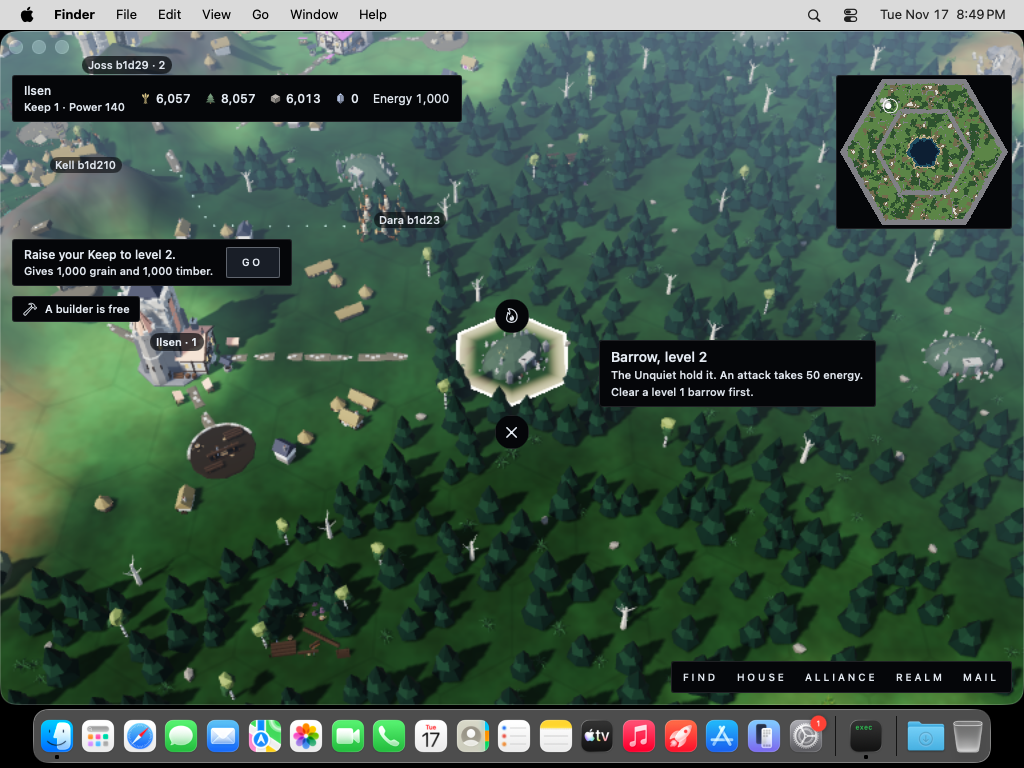 Finder File Edit View Go Window Help
Tue Nov 17 8:49 PM
Joss b1d29 · 2
Ilsen
Keep 1 · Power 140
6,057 8,057 6,013 0 Energy 1,000
Kell b1d210
Dara b1d23
Raise your Keep to level 2.
Gives 1,000 grain and 1,000 timber.
GO
A builder is free
Ilsen · 1
Barrow, level 2
The Unquiet hold it. An attack takes 50 energy.
Clear a level 1 barrow first.
FIND HOUSE ALLIANCE REALM MAIL
Tue
17
tv
1
exec